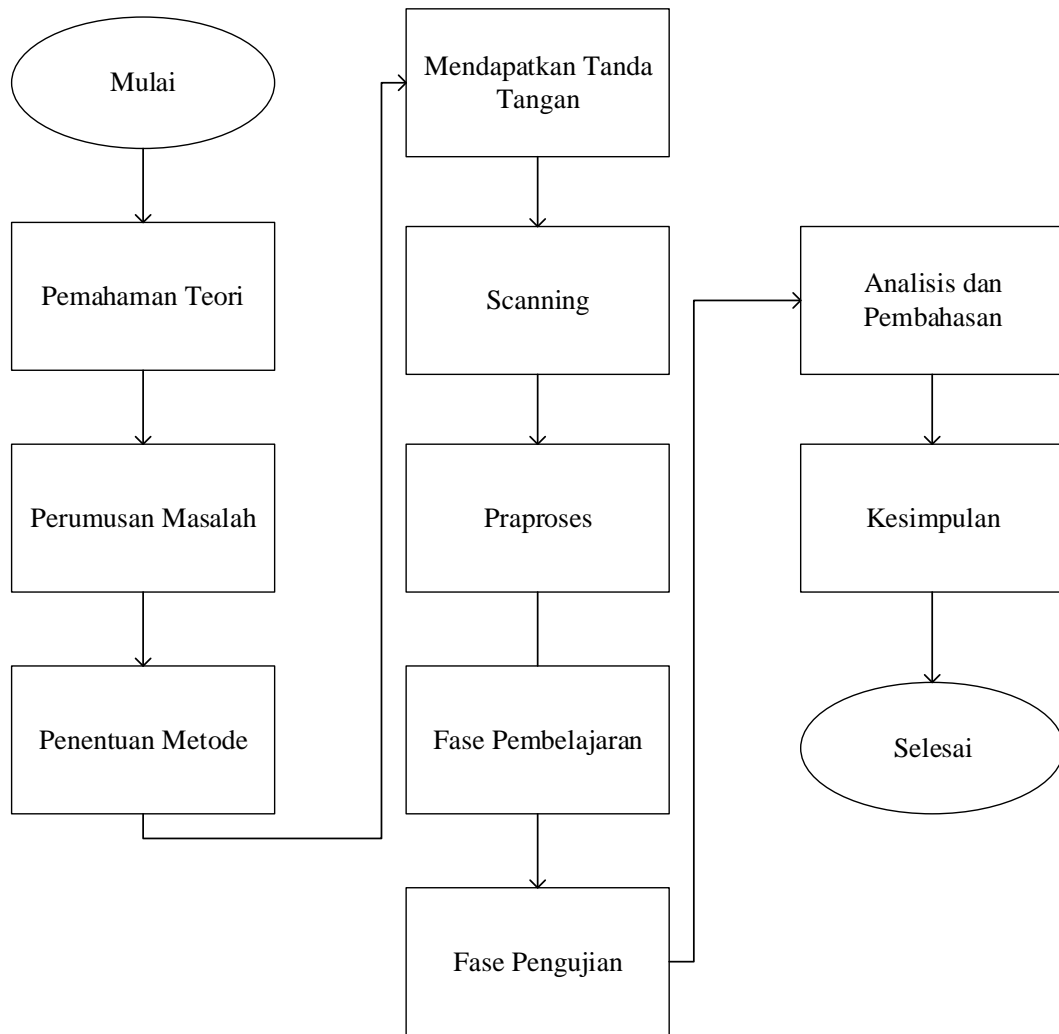 Mulai
Pemahaman Teori
Perumusan Masalah
Penentuan Metode
Mendapatkan Tanda
Tangan
Scanning
Praproses
Fase Pembelajaran
Fase Pengujian
Analisis dan
Pembahasan
Kesimpulan
Selesai